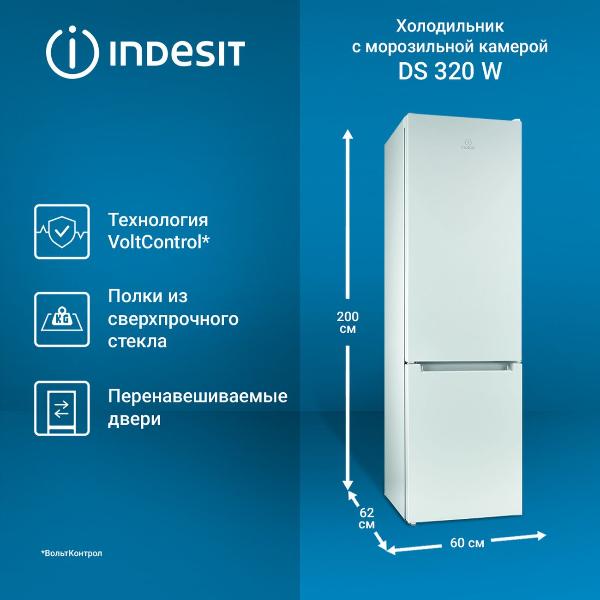 INDESIT
Холодильник
с морозильной камерой
DS 320 W
Технология
VoltControl*
Полки из
сверхпрочного
стекла
KG
Перенавешиваемые
двери
200
см
62
см
60 см
*ВольтКонтрол